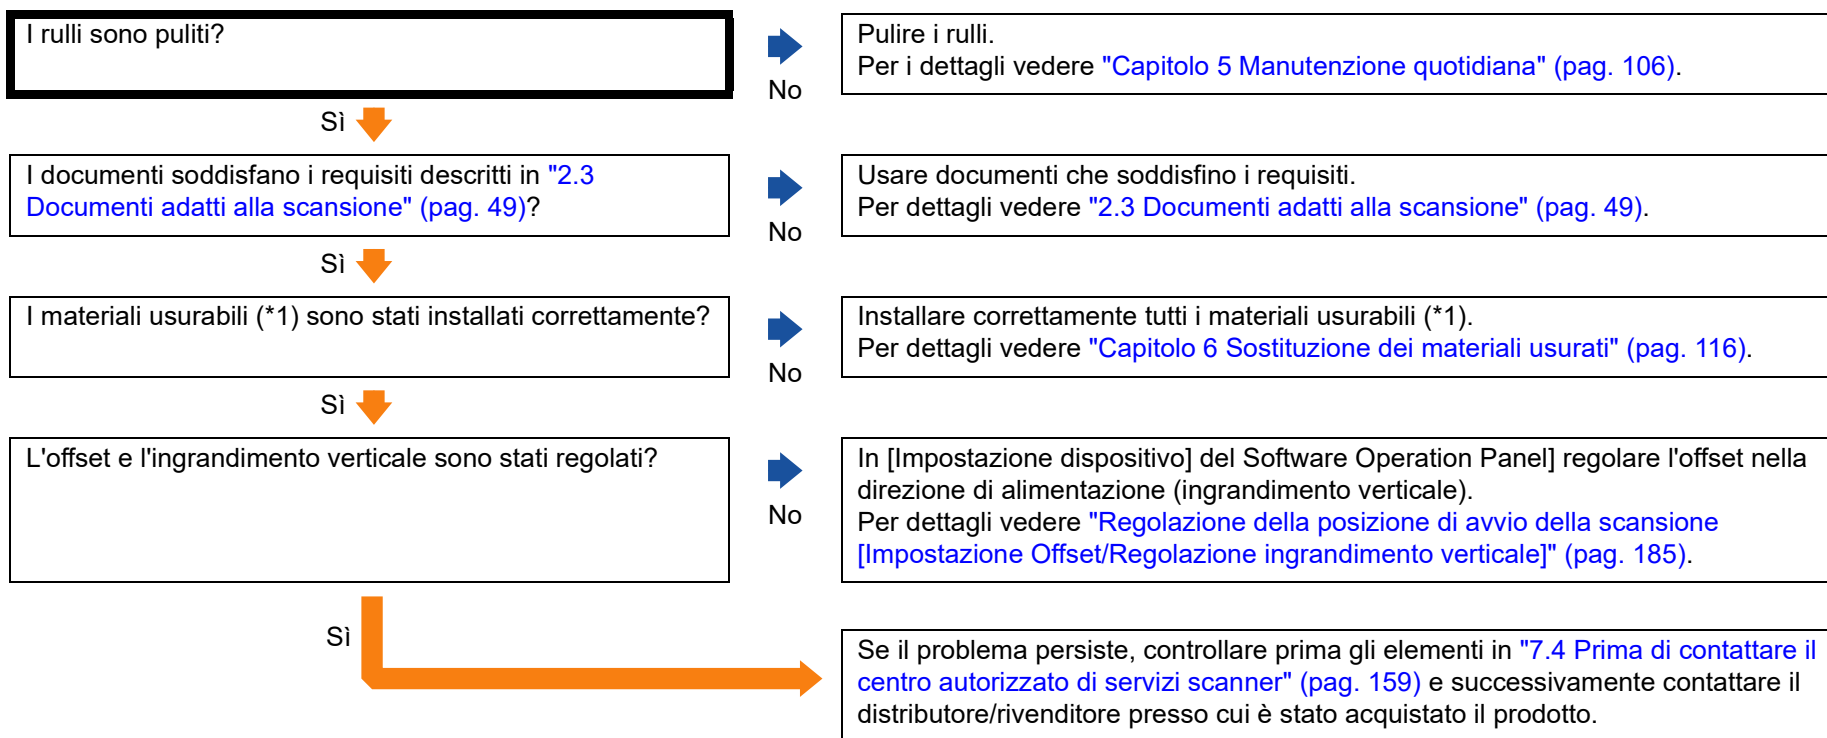 I rulli sono puliti?
No
Pulire i rulli.
Per i dettagli vedere "Capitolo 5 Manutenzione quotidiana" (pag. 106).
Sì
I documenti soddisfano i requisiti descritti in "2.3
Documenti adatti alla scansione" (pag. 49)?
No
Usare documenti che soddisfino i requisiti.
Per dettagli vedere "2.3 Documenti adatti alla scansione" (pag. 49).
Sì
I materiali usurabili (*1) sono stati installati correttamente?
No
Installare correttamente tutti i materiali usurabili (*1).
Per dettagli vedere "Capitolo 6 Sostituzione dei materiali usurati" (pag. 116).
Sì
L'offset e l'ingrandimento verticale sono stati regolati?
No
In [Impostazione dispositivo] del Software Operation Panel] regolare l'offset nella
direzione di alimentazione (ingrandimento verticale).
Per dettagli vedere "Regolazione della posizione di avvio della scansione
[Impostazione Offset/Regolazione ingrandimento verticale]" (pag. 185).
Sì
Se il problema persiste, controllare prima gli elementi in "7.4 Prima di contattare il
centro autorizzato di servizi scanner" (pag. 159) e successivamente contattare il
distributore/rivenditore presso cui è stato acquistato il prodotto.